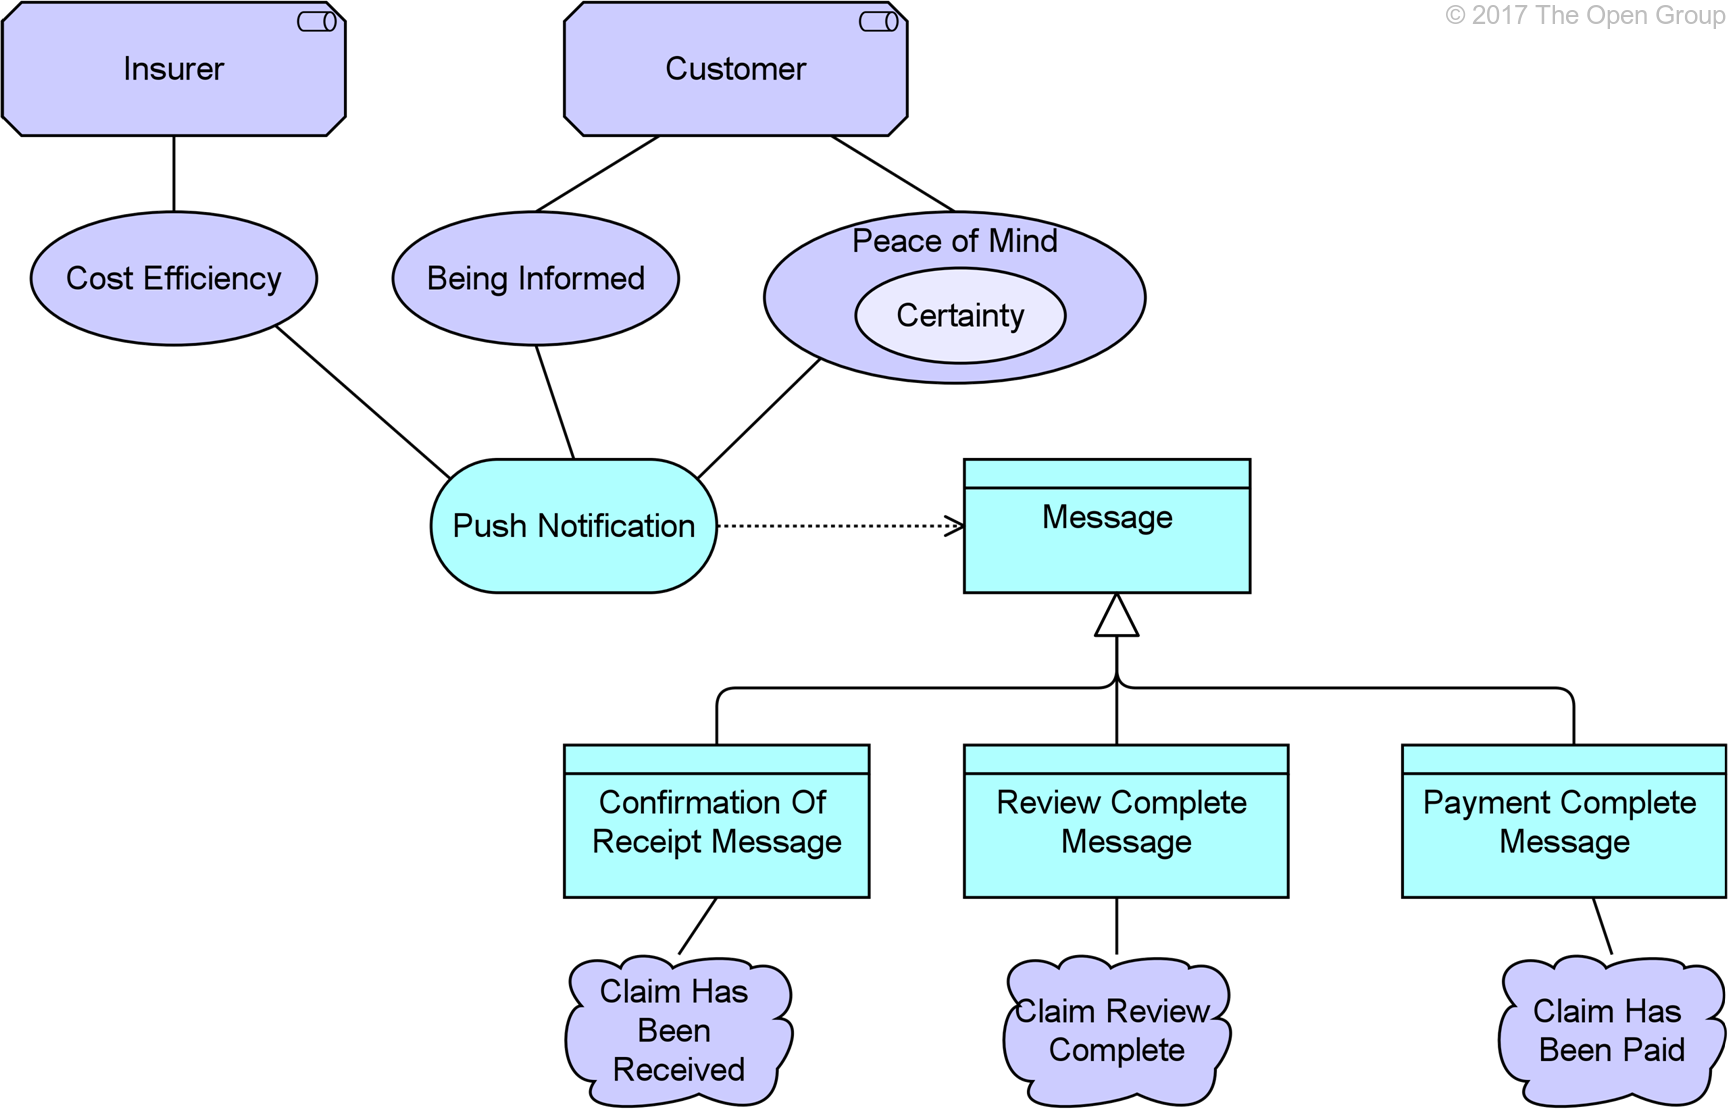 © 2017 The Open Group
Insurer
Customer
Cost Efficiency
Being Informed
Peace of Mind
Certainty
Push Notification
Message
Confirmation Of
Receipt Message
Review Complete
Message
Payment Complete
Message
Claim Has
Been
Received
Claim Review
Complete
Claim Has
Been Paid